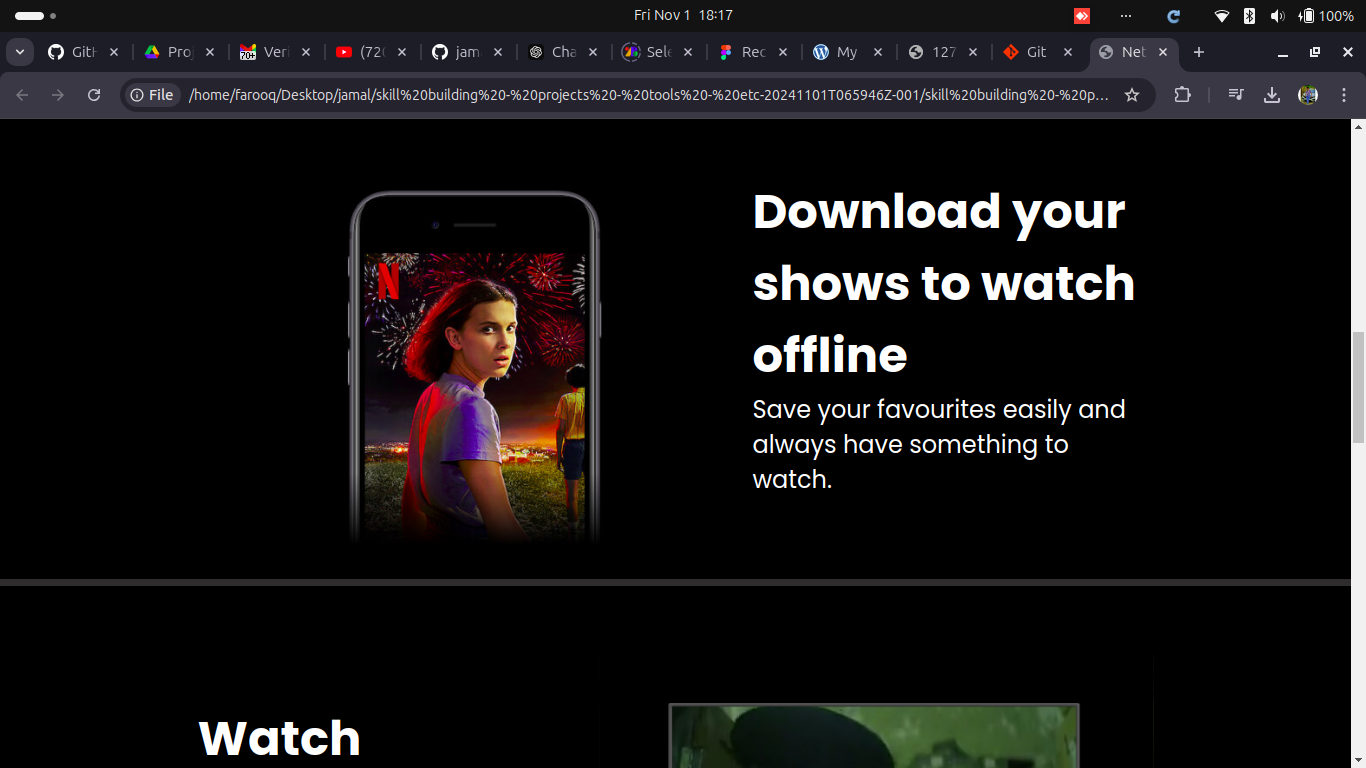 Fri Nov 1 18:17
100%
GitH
Proj
Veri
(720
jam
Cha
Sele
Rec
My
127
Git
Net
File
/home/farooq/Desktop/jamal/skill%20building%20-%20projects%20-%20tools%20-%20etc-20241101T065946Z-001/skill%20building%20-%20p...
Download your
shows to watch
offline
Save your favourites easily and
always have something to
watch.
Watch